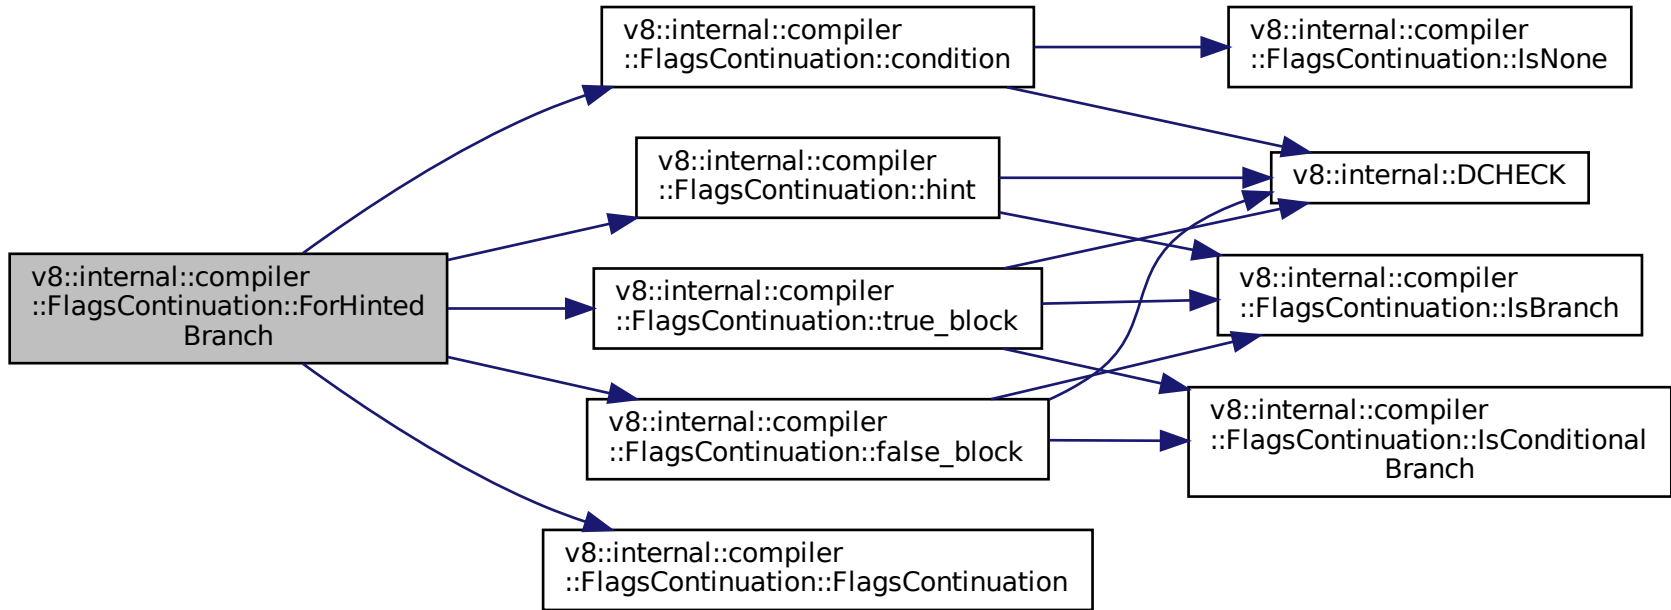 v8::internal::compiler
::FlagsContinuation::ForHinted
Branch
v8::internal::compiler
::FlagsContinuation::condition
v8::internal::compiler
::FlagsContinuation::hint
v8::internal::compiler
::FlagsContinuation::true_block
v8::internal::compiler
::FlagsContinuation::false_block
v8::internal::compiler
::FlagsContinuation::FlagsContinuation
v8::internal::compiler
::FlagsContinuation::IsNone
v8::internal::DCHECK
v8::internal::compiler
::FlagsContinuation::IsBranch
v8::internal::compiler
::FlagsContinuation::IsConditional
Branch